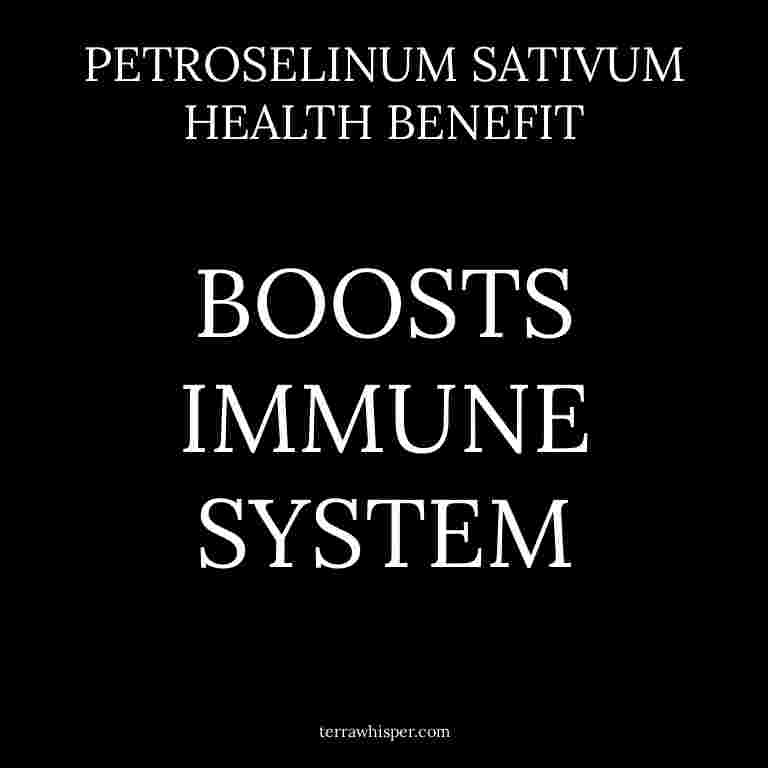 PETROSELINUM SATIVUM
HEALTH BENEFIT
BOOSTS
IMMUNE
SYSTEM
terrawhisper.com